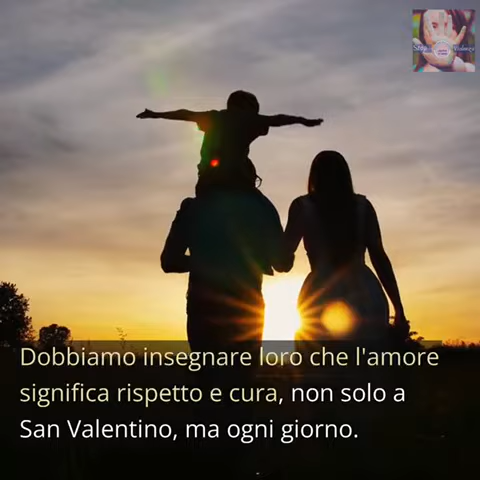 Dobbiamo insegnare loro che l'amore
significa rispetto e cura, non solo a
San Valentino, ma ogni giorno.